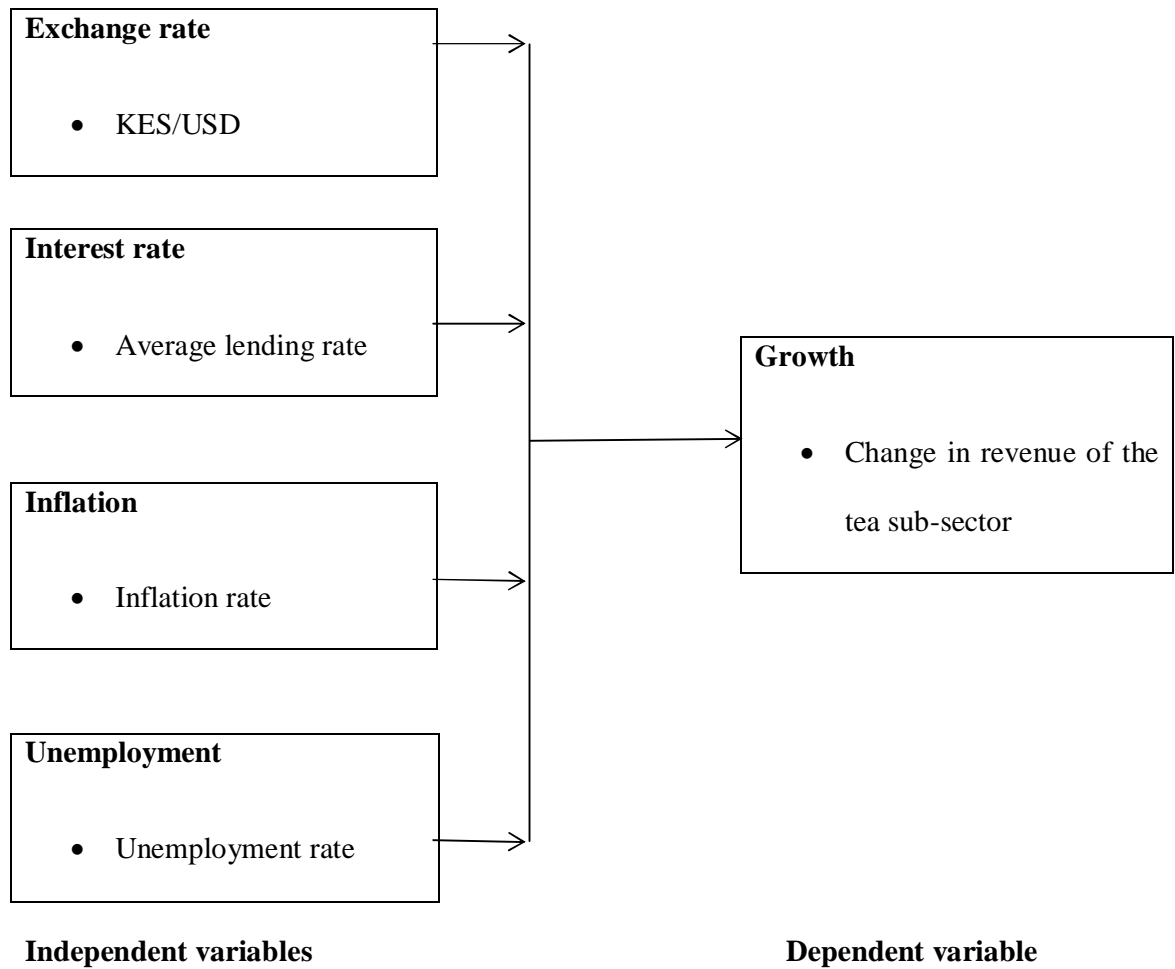 Exchange rate
• KES/USD
Interest rate
• Average lending rate
Inflation
• Inflation rate
Unemployment
• Unemployment rate
Growth
• Change in revenue of the
tea sub-sector
Independent variables
Dependent variable